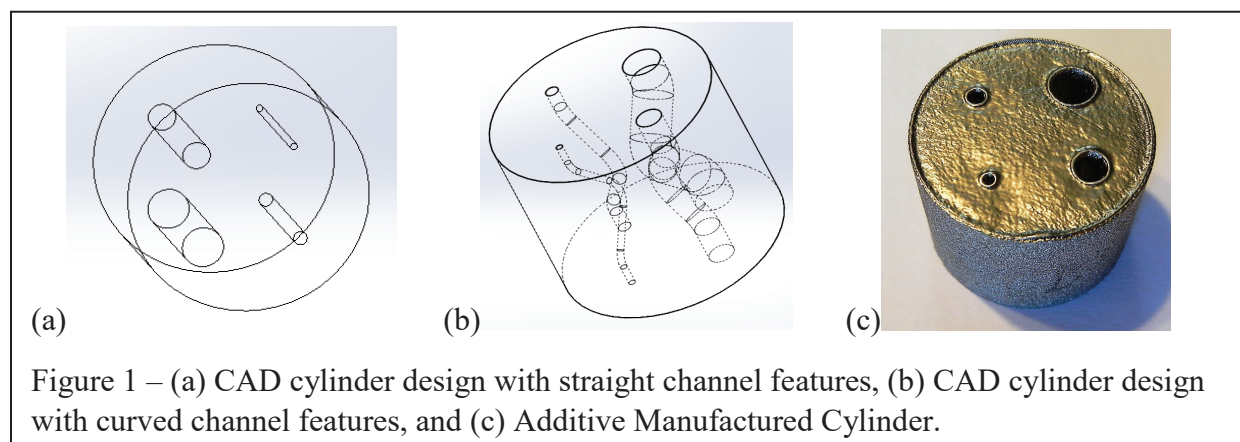 (a) (b) (c)
Figure 1 – (a) CAD cylinder design with straight channel features, (b) CAD cylinder design
with curved channel features, and (c) Additive Manufactured Cylinder.